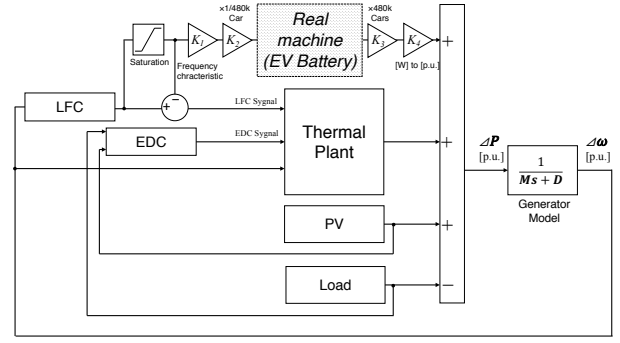 ×1/480k
Car
Real
machine
(EV Battery)
×480k
Cars
K1
K2
K3
K4
+
Saturation
Frequency
chracteristic
[W] to [p.u.]
−
+
LFC
LFC Sygnal
EDC
EDC Sygnal
Thermal
Plant
+
⊿P
[p.u.]
1
Ms + D
⊿ω
[p.u.]
Generator
Model
PV
+
Load
−